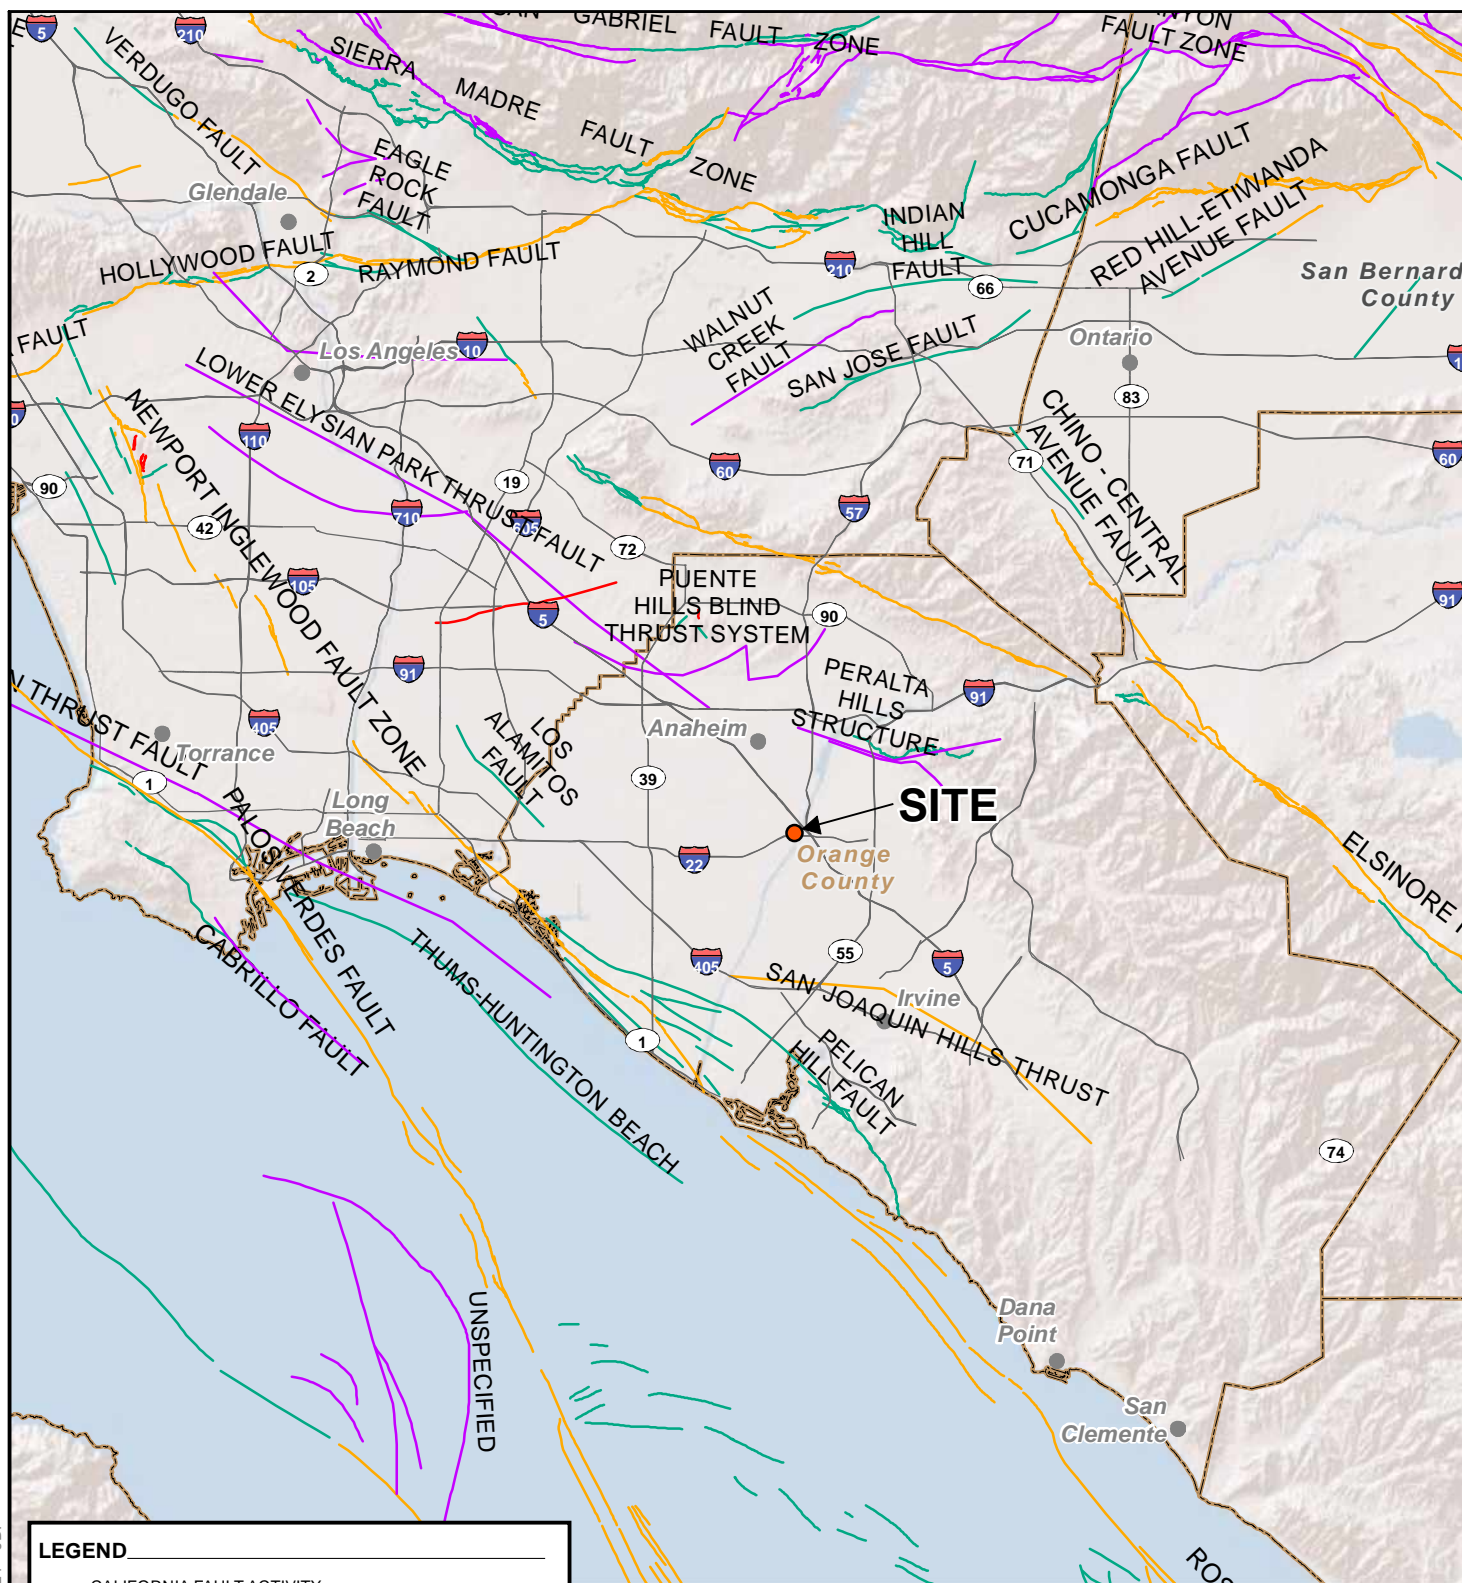 5
210
GABRIEL FAULT ZONE
FAULT ZONE
VERDUGO FAULT
SIERRA MADRE FAULT ZONE
EAGLE
ROCK
FAULT
Glendale
INDIAN
HILL
FAULT
CUCAMONGA FAULT
RED HILL-ETIWANDA
AVENUE FAULT
HOLLYWOOD FAULT
2
RAYMOND FAULT
210
66
San Bernard
County
FAULT
WALNUT
CREEK
FAULT
SAN JOSE FAULT
Ontario
Los Angeles
10
LOWER ELYSIAN PARK THRUST FAULT
83
NEWPORT INGLEWOOD FAULT ZONE
110
CHINO - CENTRAL
AVENUE FAULT
71
60
60
90
19
710
605
57
42
72
105
5
PUENTE
HILLS BLIND
THRUST SYSTEM
90
91
91
PERALTA
HILLS
STRUCTURE
91
THRUST FAULT
405
Torrance
LOS
ALAMITOS
FAULT
Anaheim
39
1
Long
Beach
PALOS VERDES FAULT
SITE
Orange
County
22
ELSINORE
CABRILLO FAULT
THUMS-HUNTINGTON BEACH
405
55
5
SAN JOAQUIN HILLS THRUST
Irvine
1
PELICAN
HILL FAULT
74
UNSPECIFIED
Dana
Point
San
Clemente
LEGEND
CALIFORNIA FAULT ACTIVITY
ROS